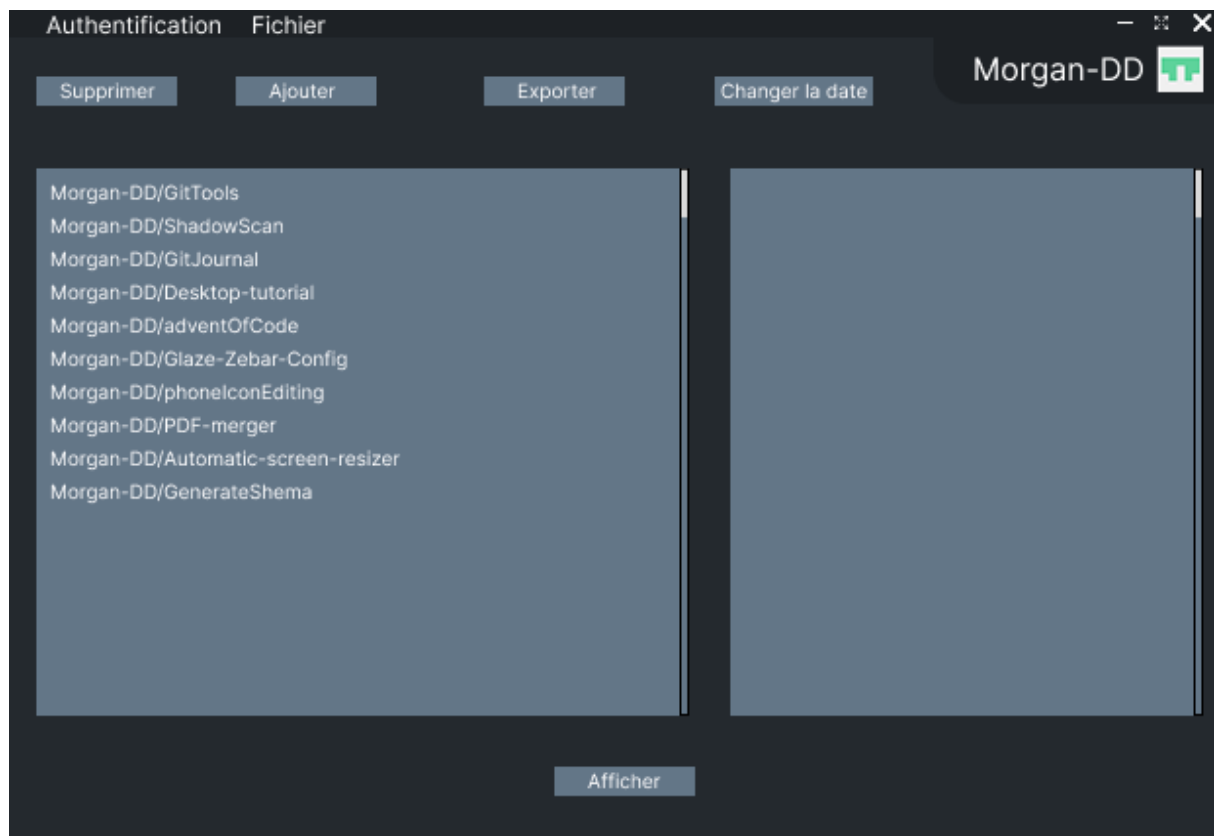 Authentification Fichier
Morgan-DD
Supprimer Ajouter Exporter Changer la date
Morgan-DD/GitTools
Morgan-DD/ShadowScan
Morgan-DD/GitJournal
Morgan-DD/Desktop-tutorial
Morgan-DD/adventOfCode
Morgan-DD/Glaze-Zebar-Config
Morgan-DD/phoneIconEditing
Morgan-DD/PDF-merger
Morgan-DD/Automatic-screen-resizer
Morgan-DD/GenerateShema
Afficher